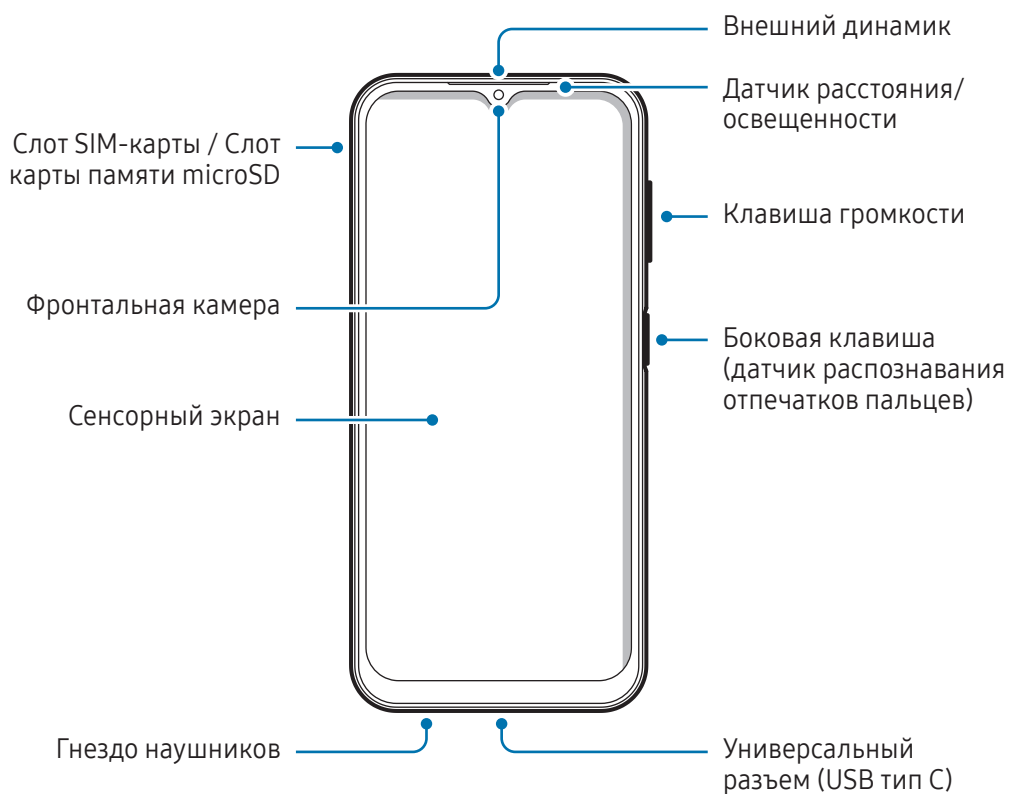 Внешний динамик
Датчик расстояния/
освещенности
Слот SIM-карты / Слот
карты памяти microSD
Клавиша громкости
Фронтальная камера
Боковая клавиша
(датчик распознавания
отпечатков пальцев)
Сенсорный экран
Гнездо наушников
Универсальный
разъем (USB тип C)